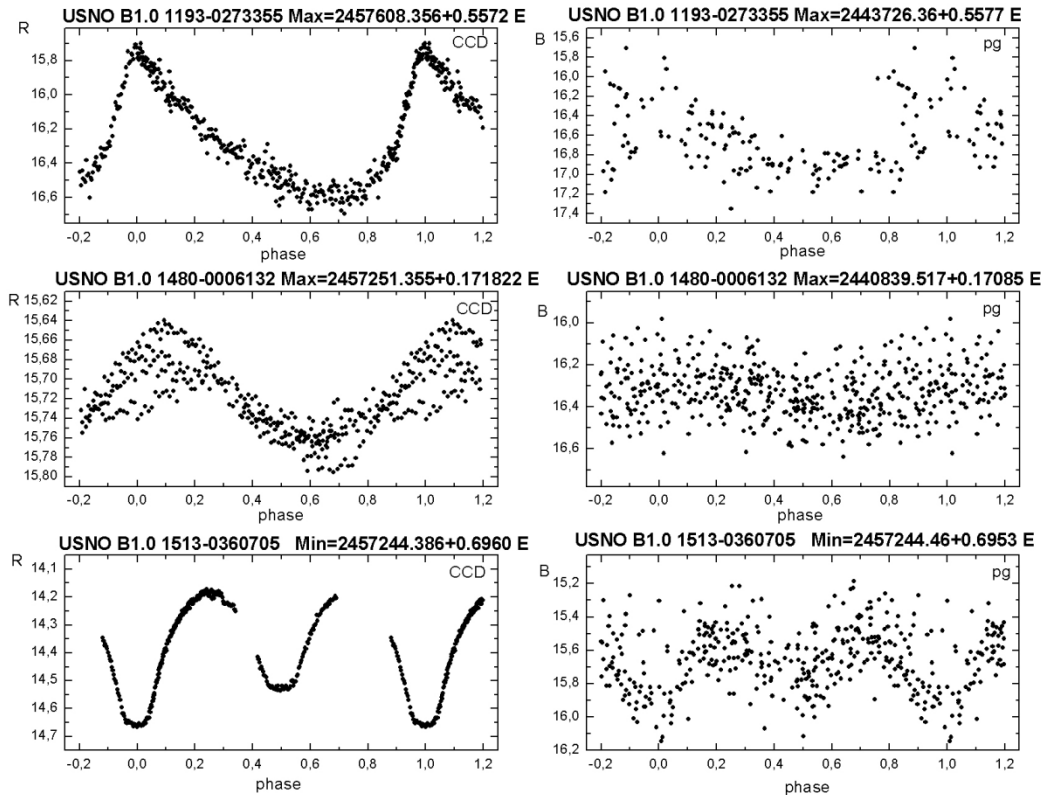 USNO B1.0 1193-0273355 Max=2457608.356+0.5572 E
R
CCD
15,8
16,0
16,2
16,4
16,6
-0,2 0,0 0,2 0,4 0,6 0,8 1,0 1,2
phase
USNO B1.0 1193-0273355 Max=2443726.36+0.5577 E
B
pg
15,6
15,8
16,0
16,2
16,4
16,6
16,8
17,0
17,2
17,4
-0,2 0,0 0,2 0,4 0,6 0,8 1,0 1,2
phase
USNO B1.0 1480-0006132 Max=2457251.355+0.171822 E
R
CCD
15,62
15,64
15,66
15,68
15,70
15,72
15,74
15,76
15,78
15,80
-0,2 0,0 0,2 0,4 0,6 0,8 1,0 1,2
phase
USNO B1.0 1480-0006132 Max=2440839.517+0.17085 E
B
pg
16,0
16,2
16,4
16,6
-0,2 0,0 0,2 0,4 0,6 0,8 1,0 1,2
phase
USNO B1.0 1513-0360705 Min=2457244.386+0.6960 E
R
CCD
14,1
14,2
14,3
14,4
14,5
14,6
14,7
-0,2 0,0 0,2 0,4 0,6 0,8 1,0 1,2
phase
USNO B1.0 1513-0360705 Min=2457244.46+0.6953 E
B
pg
15,2
15,4
15,6
15,8
16,0
16,2
-0,2 0,0 0,2 0,4 0,6 0,8 1,0 1,2
phase